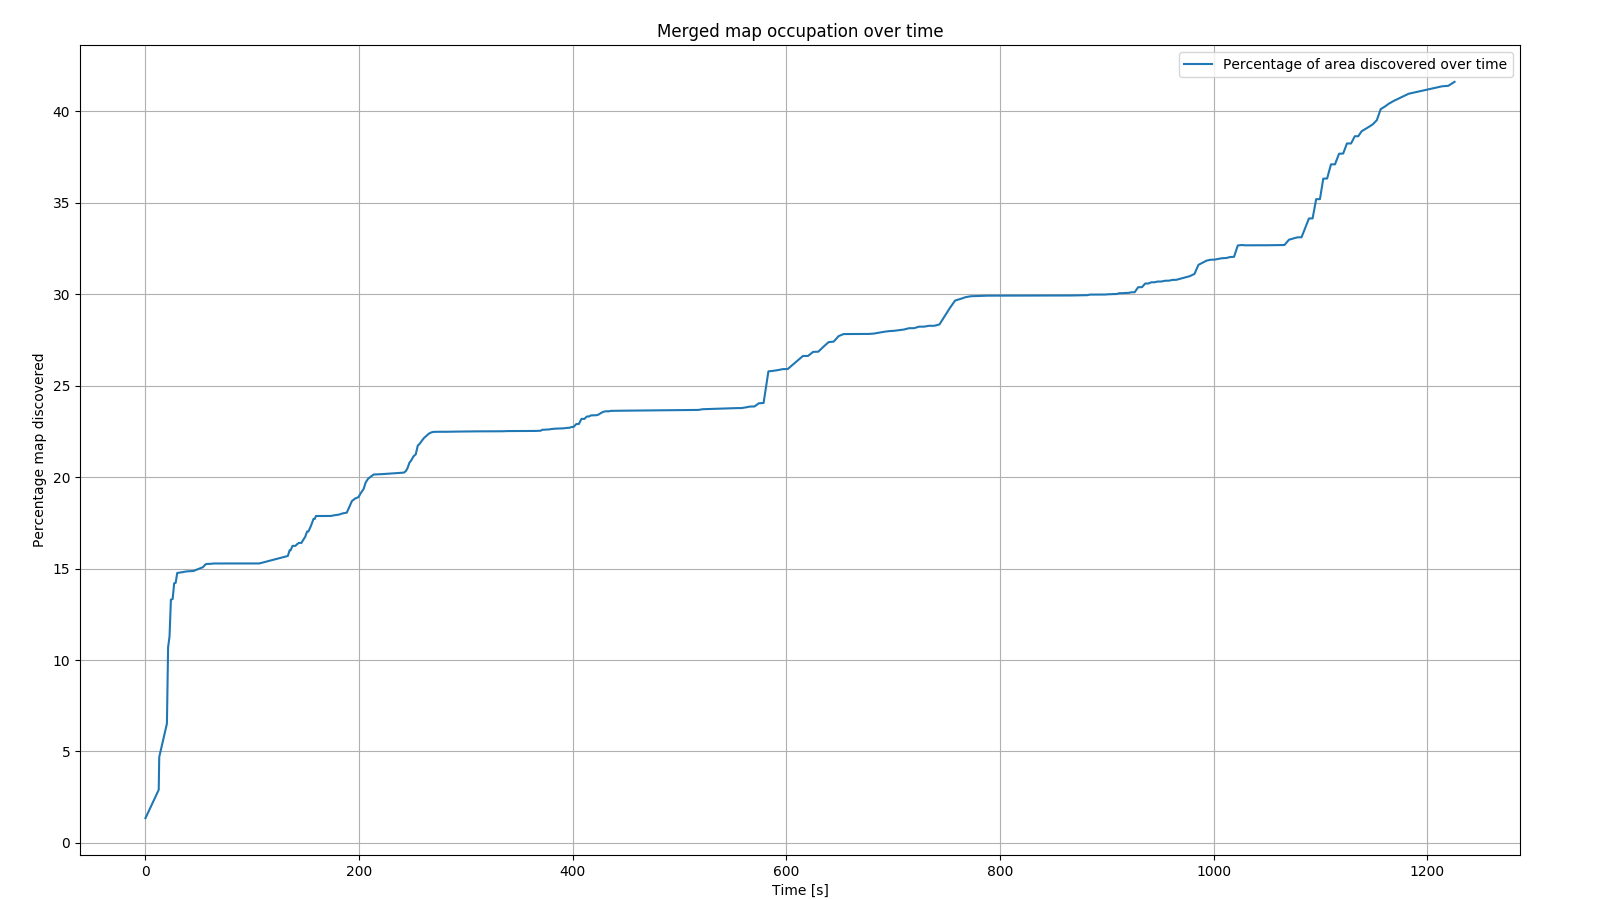 Merged map occupation over time
Percentage of area discovered over time
Percentage map discovered
40
35
30
25
20
15
10
5
0
0 200 400 600 800 1000 1200
Time [s]